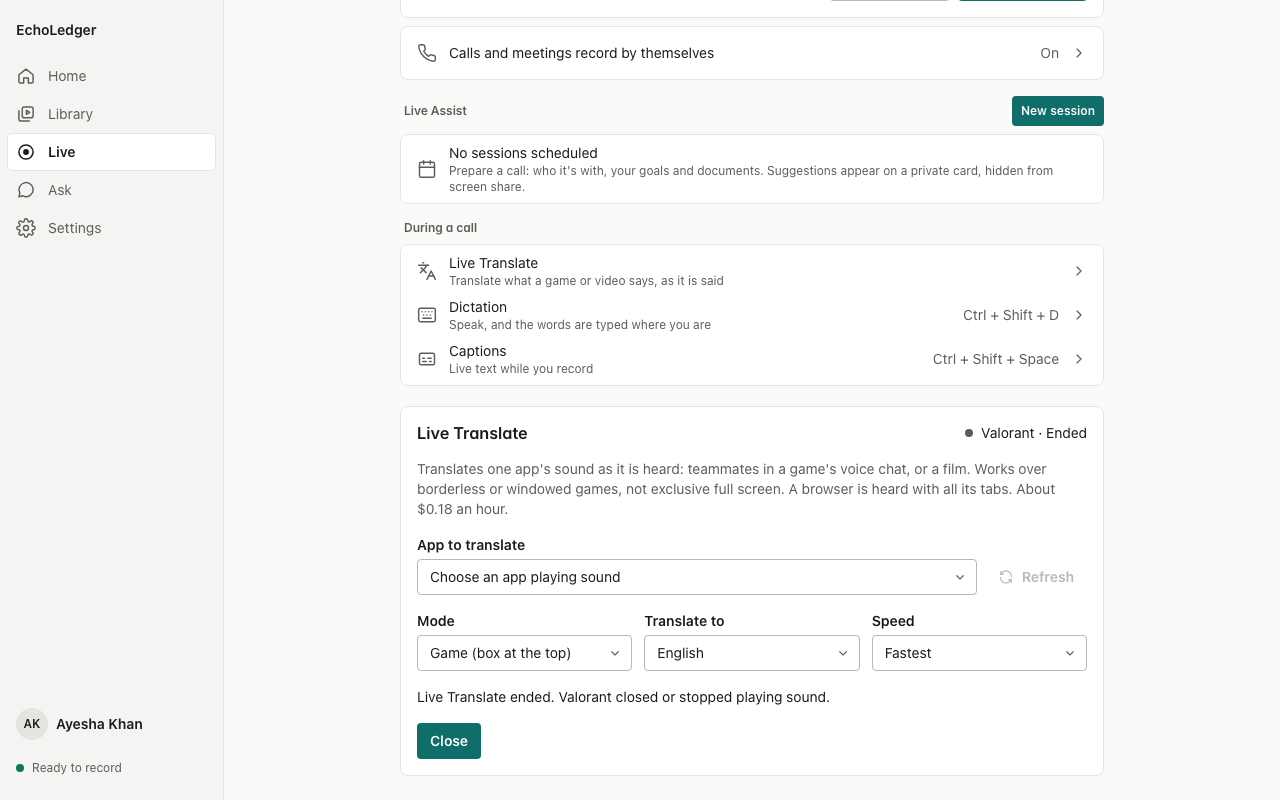 EchoLedger
Home
Library
Live
Ask
Settings
AK
Ayesha Khan
Ready to record
Calls and meetings record by themselves
On
Live Assist
New session
No sessions scheduled
Prepare a call: who it's with, your goals and documents. Suggestions appear on a private card, hidden from
screen share.
During a call
Live Translate
Translate what a game or video says, as it is said
Dictation
Speak, and the words are typed where you are
Ctrl + Shift + D
Captions
Live text while you record
Ctrl + Shift + Space
Live Translate
Valorant · Ended
Translates one app's sound as it is heard: teammates in a game's voice chat, or a film. Works over
borderless or windowed games, not exclusive full screen. A browser is heard with all its tabs. About
$0.18 an hour.
App to translate
Choose an app playing sound
Refresh
Mode
Translate to
Speed
Game (box at the top)
English
Fastest
Live Translate ended. Valorant closed or stopped playing sound.
Close